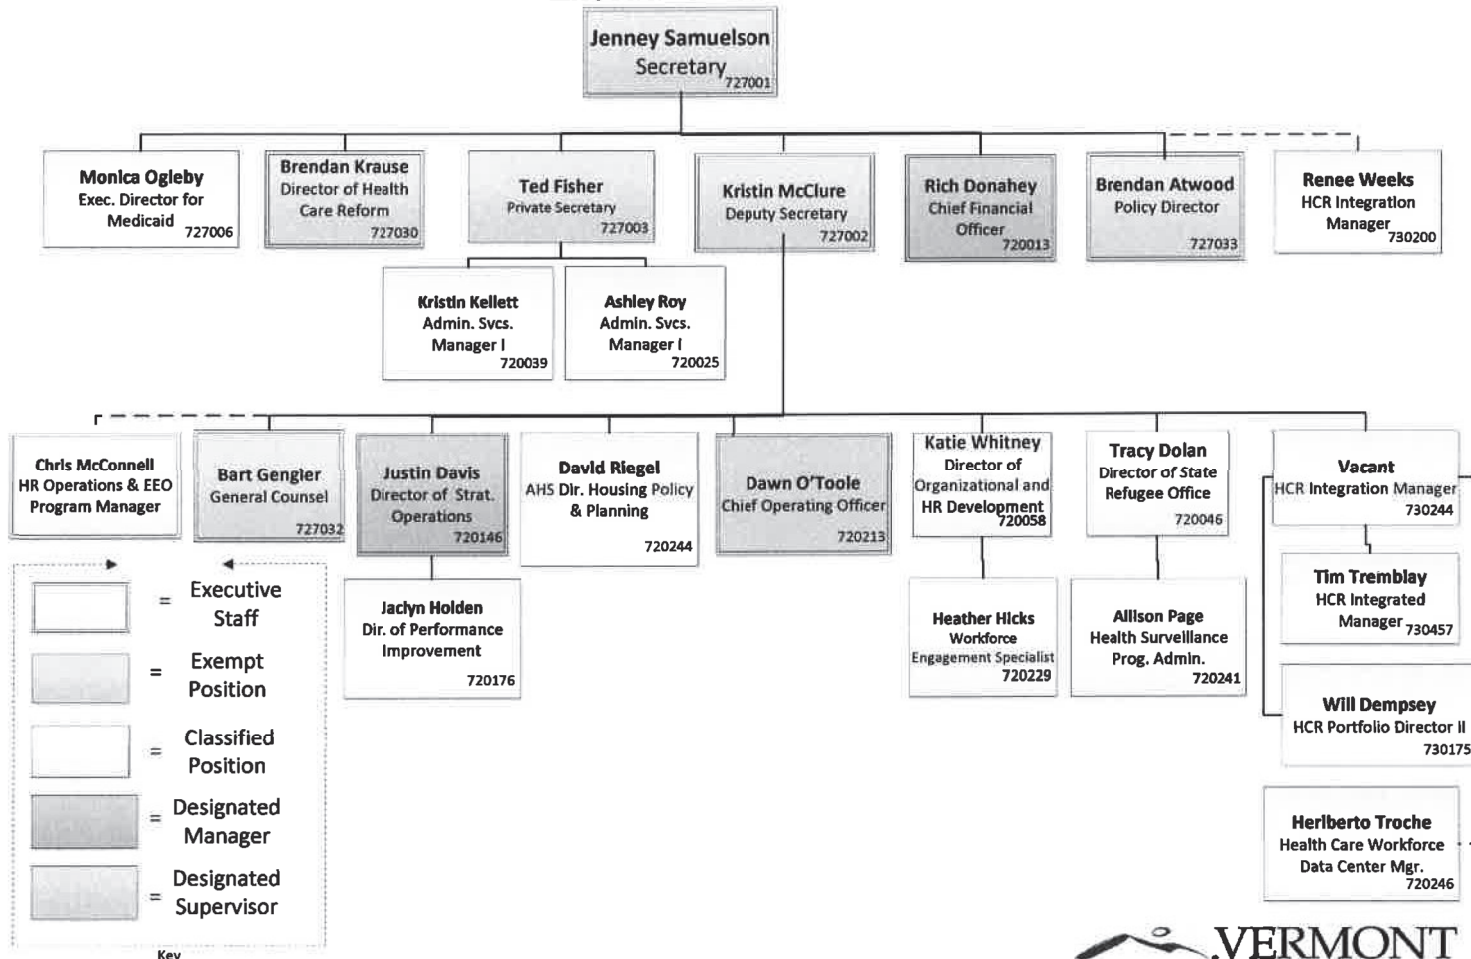 Jenney Samuelson
Secretary
727001
Monica Ogleby
Exec. Director for
Medicaid
727006
Brendan Krause
Director of Health
Care Reform
727030
Ted Fisher
Private Secretary
727003
Kristin McClure
Deputy Secretary
727002
Rich Donahey
Chief Financial
Officer
720013
Brendan Atwood
Policy Director
727033
Renee Weeks
HCR Integration
Manager
730200
Kristin Kellett
Admin. Svcs.
Manager I
720039
Ashley Roy
Admin. Svcs.
Manager I
720025
Chris McConnell
HR Operations & EEO
Program Manager
Bart Gengler
General Counsel
727032
Justin Davis
Director of Strat.
Operations
720146
David Riegel
AHS Dir. Housing Policy
& Planning
720244
Dawn O'Toole
Chief Operating Officer
720213
Katie Whitney
Director of
Organizational and
HR Development
720058
Tracy Dolan
Director of State
Refugee Office
720046
Vacant
HCR Integration Manager
730244
Jaclyn Holden
Dir. of Performance
Improvement
720176
Heather Hicks
Workforce
Engagement Specialist
720229
Allison Page
Health Surveillance
Prog. Admin.
720241
Tim Tremblay
HCR Integrated
Manager
730457
Will Dempsey
HCR Portfolio Director II
730175
Heriberto Troche
Health Care Workforce
Data Center Mgr.
720246
= Executive
Staff
= Exempt
Position
= Classified
Position
= Designated
Manager
= Designated
Supervisor
Key
VERMONT